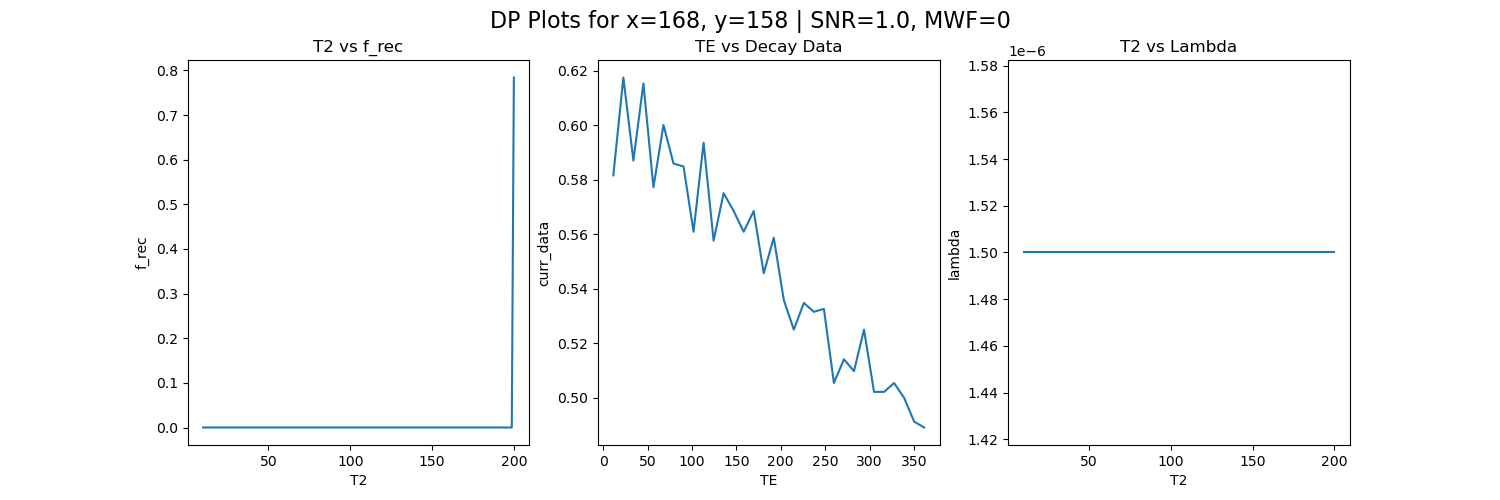 DP Plots for x=168, y=158 | SNR=1.0, MWF=0
T2 vs f_rec
0.8
0.7
0.6
0.5
0.4
0.3
0.2
0.1
0.0
f_rec
50 100 150 200
T2
TE vs Decay Data
0.62
0.60
0.58
0.56
0.54
0.52
0.50
curr_data
0 50 100 150 200 250 300 350
TE
T2 vs Lambda
1e−6
1.58
1.56
1.54
1.52
1.50
1.48
1.46
1.44
1.42
lambda
50 100 150 200
T2